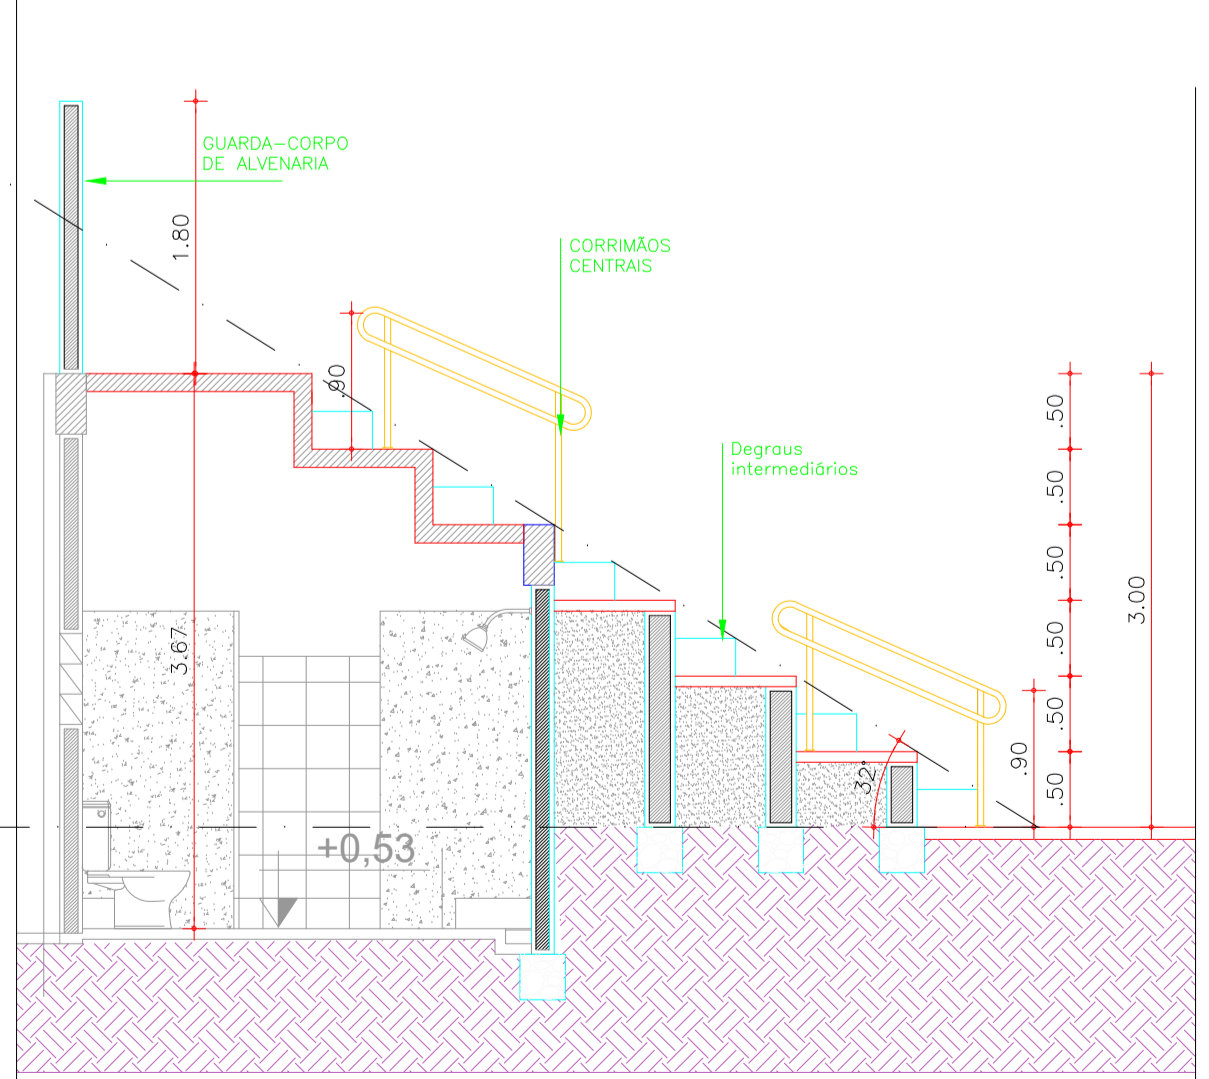 GUARDA-CORPO
DE ALVENARIA
1.80
CORRIMÃOS
CENTRAIS
.90
Degraus
intermediários
.50
.50
.50
.50
.50
.50
3.00
3.67
.90
32°
+0,53